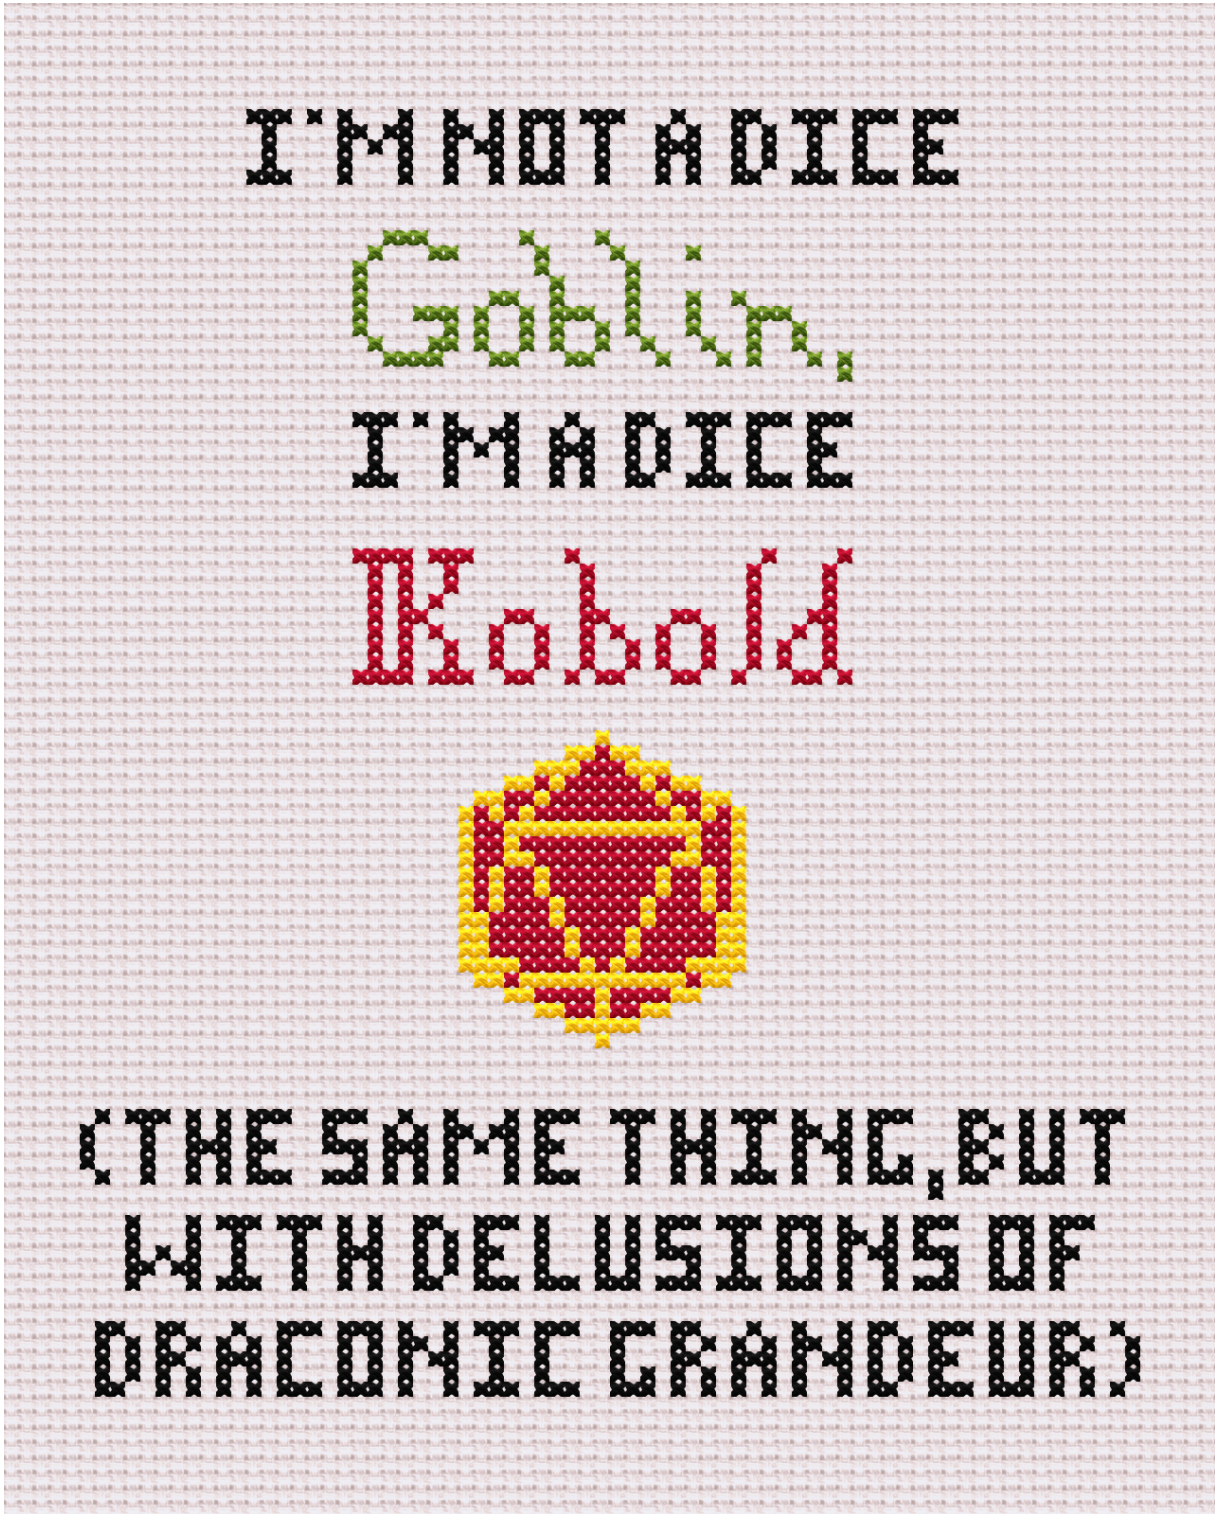 I'M NOT A DICE
Goblin,
I'M A DICE
Kobold
(THE SAME THING, BUT
WITH DELUSIONS OF
DRACONIC GRANDEUR)